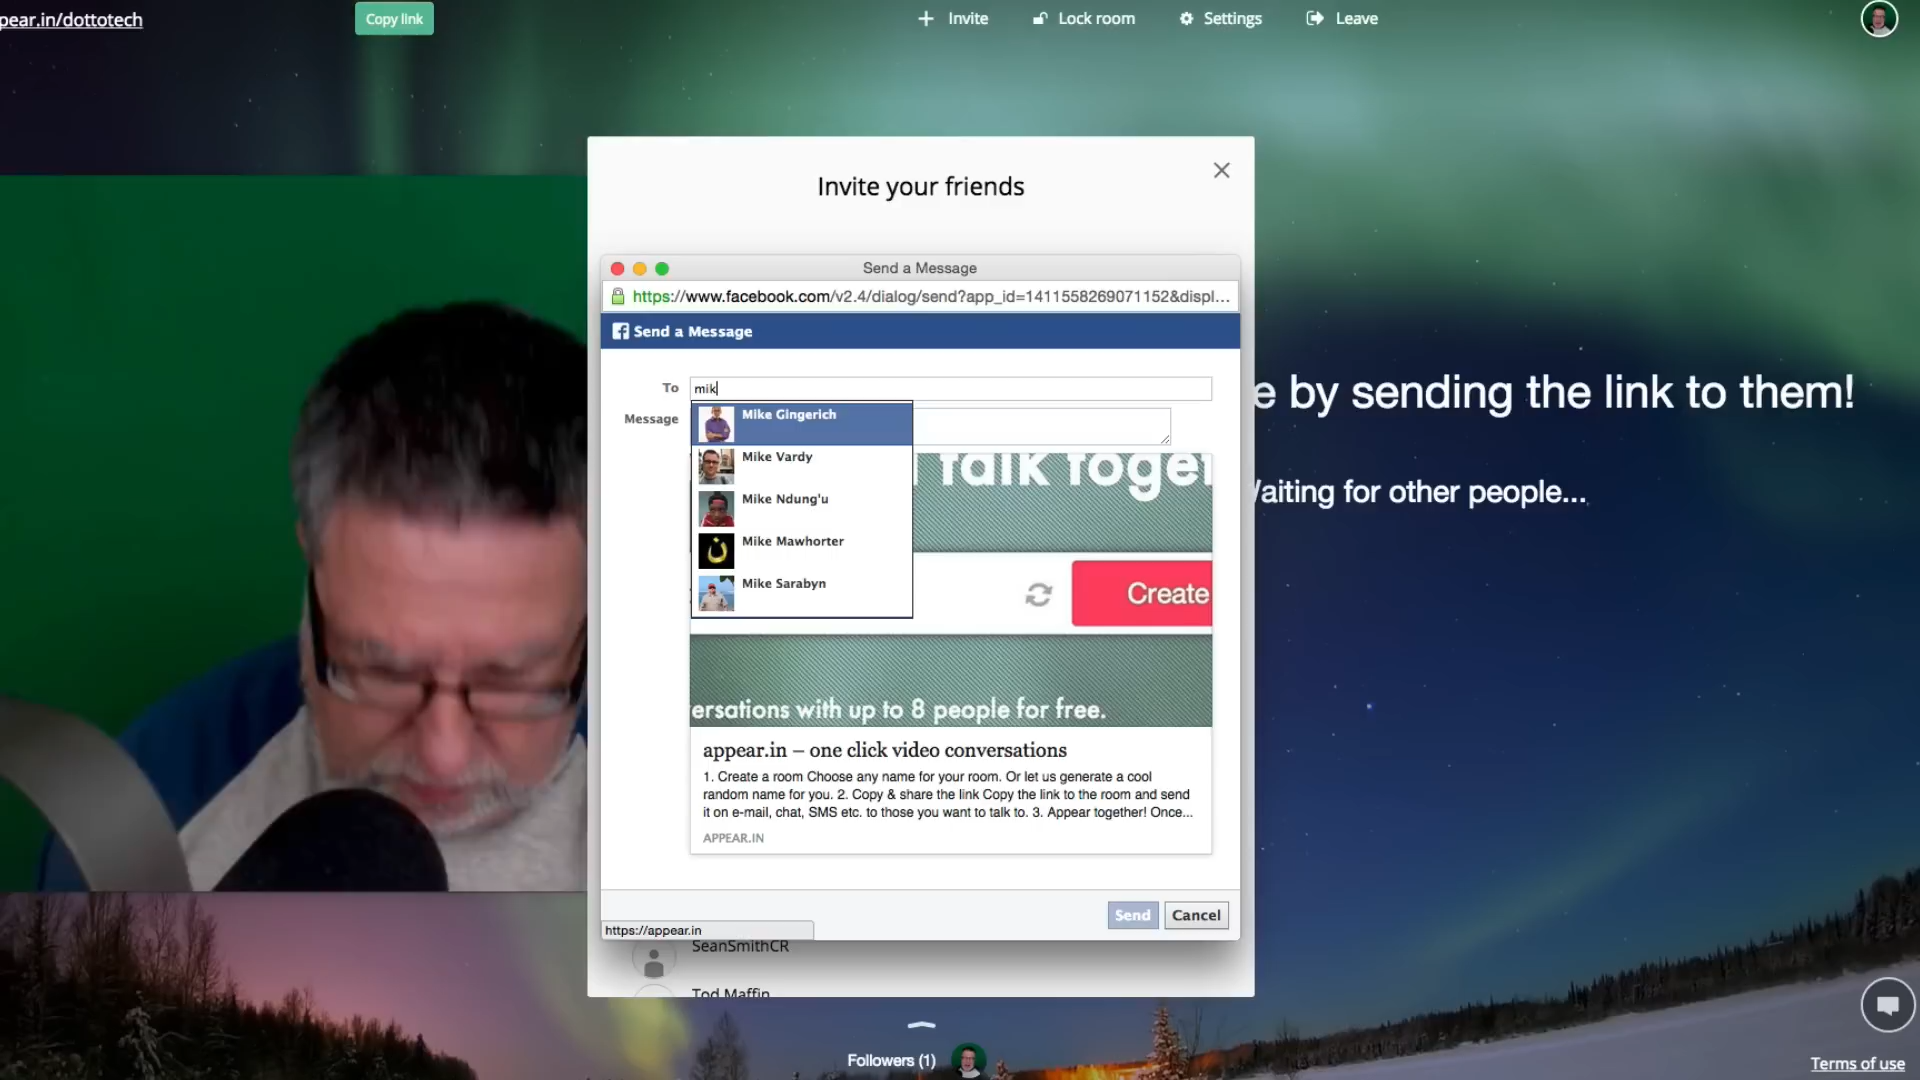 pear.in/dottotech
Copy link
Invite
Lock room
Settings
Leave
Invite your friends
Send a Message
https://www.facebook.com/v2.4/dialog/send?app_id=1411558269071152&displ...
Send a Message
To
mik
Message
Mike Gingerich
Mike Vardy
Mike Ndung'u
Mike Mawhorter
Mike Sarabyn
e by sending the link to them!
Waiting for other people...
talk toget
Create
ersations with up to 8 people for free.
appear.in – one click video conversations
1. Create a room Choose any name for your room. Or let us generate a cool
random name for you. 2. Copy & share the link Copy the link to the room and send
it on e-mail, chat, SMS etc. to those you want to talk to. 3. Appear together! Once...
APPEAR.IN
Send
Cancel
https://appear.in
SeanSmithCR
Tod Maffin
Followers (1)
Terms of use